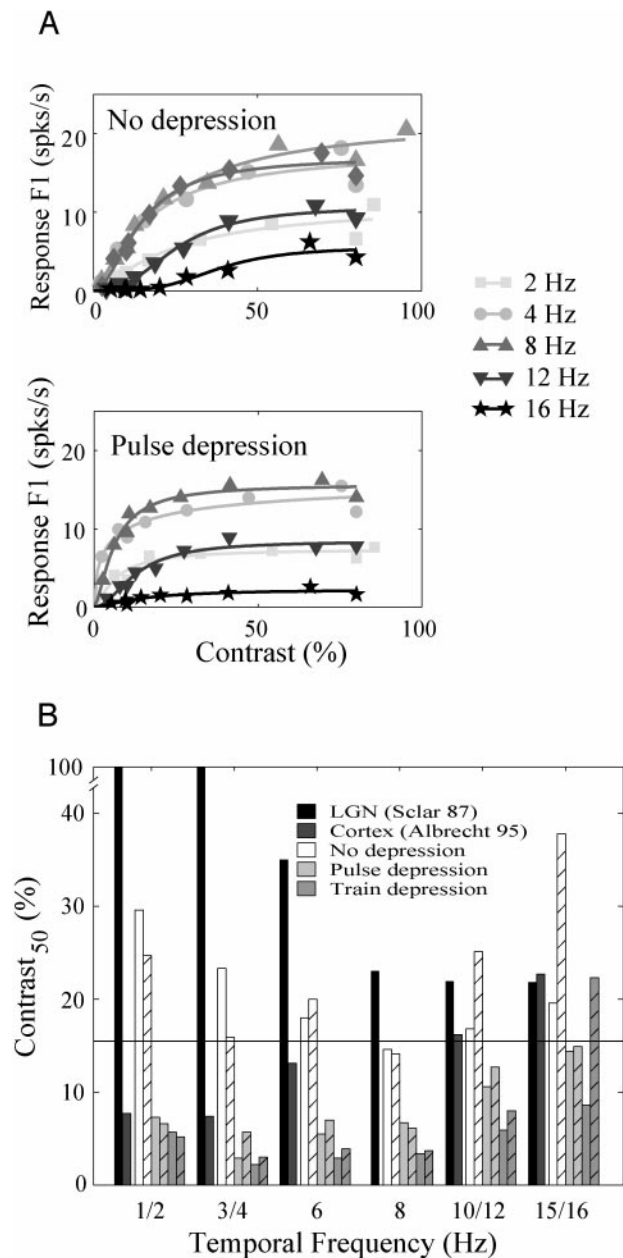 A
No depression
Response F1 (spks/s)
20
10
0
0
50
100
2 Hz
4 Hz
8 Hz
12 Hz
16 Hz
Pulse depression
Response F1 (spks/s)
20
10
0
0
50
100
Contrast (%)
B
100
40
30
20
10
0
Contrast50 (%)
LGN (Sclar 87)
Cortex (Albrecht 95)
No depression
Pulse depression
Train depression
1/2
3/4
6
8
10/12
15/16
Temporal Frequency (Hz)